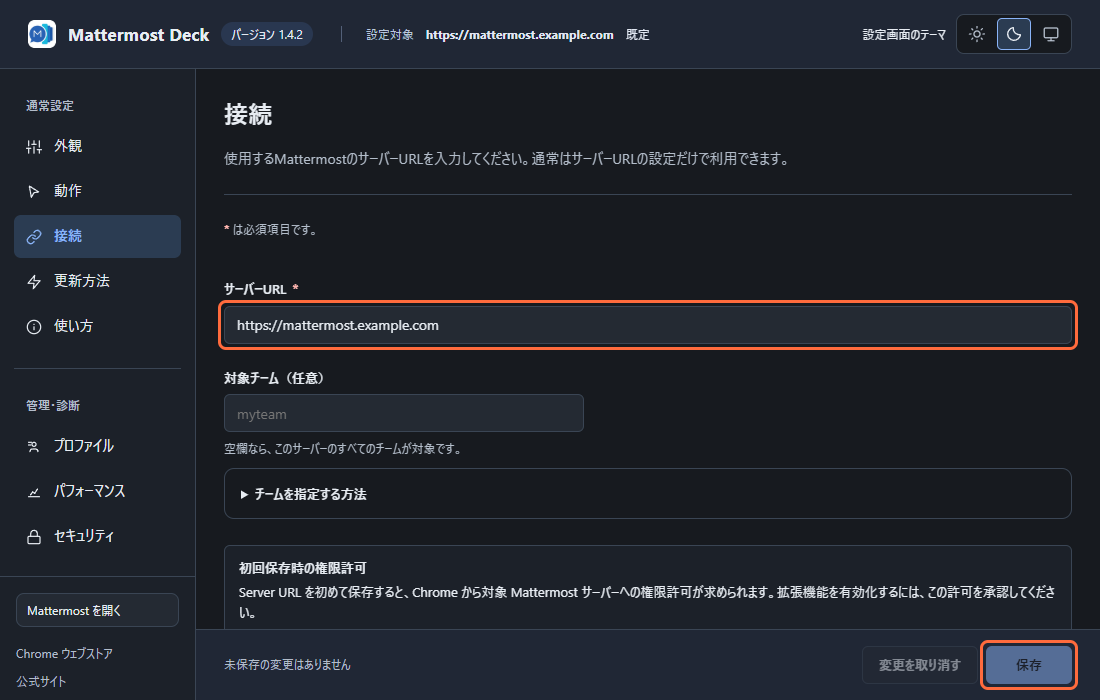 Mattermost Deck
バージョン 1.4.2
設定対象 https://mattermost.example.com 既定
設定画面のテーマ
通常設定
外観
動作
接続
更新方法
使い方
管理・診断
プロファイル
パフォーマンス
セキュリティ
Mattermost を開く
Chrome ウェブストア
公式サイト
接続
使用するMattermostのサーバーURLを入力してください。通常はサーバーURLの設定だけで利用できます。
* は必須項目です。
サーバーURL *
https://mattermost.example.com
対象チーム（任意）
myteam
空欄なら、このサーバーのすべてのチームが対象です。
▶ チームを指定する方法
初回保存時の権限許可
Server URL を初めて保存すると、Chrome から対象 Mattermost サーバーへの権限許可が求められます。拡張機能を有効化するには、この許可を承認してくださ
い。
未保存の変更はありません
変更を取り消す
保存